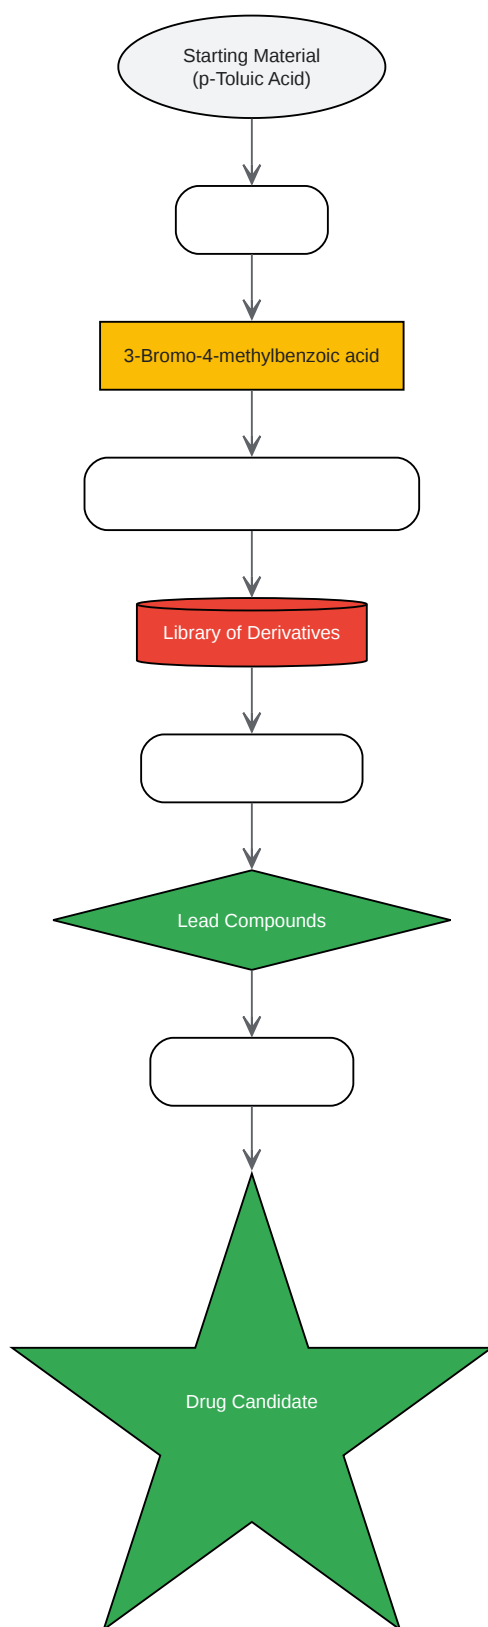 Starting Material
(p-Toluic Acid)
3-Bromo-4-methylbenzoic acid
Library of Derivatives
Lead Compounds
Drug Candidate